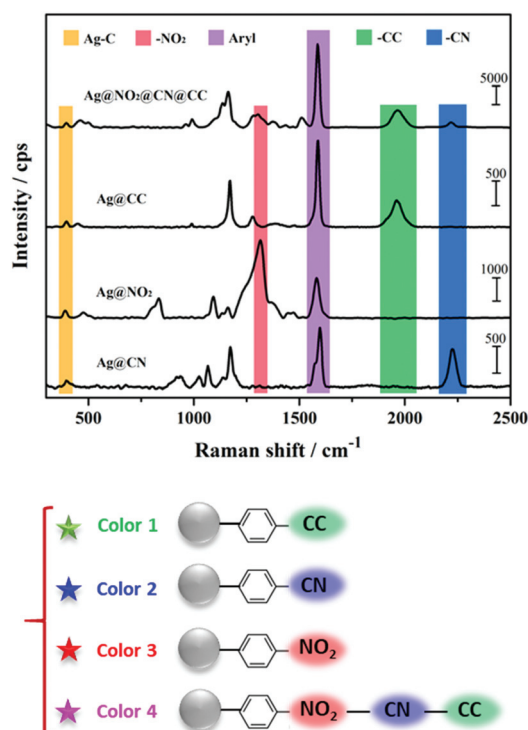 Ag-C -NO₂ Aryl -CC -CN
Ag@NO₂@CN@CC
5000
Ag@CC
500
Ag@NO₂
1000
Ag@CN
500
Intensity / cps
500 1000 1500 2000 2500
Raman shift / cm⁻¹
Color 1 CC
Color 2 CN
Color 3 NO₂
Color 4 NO₂ CN CC